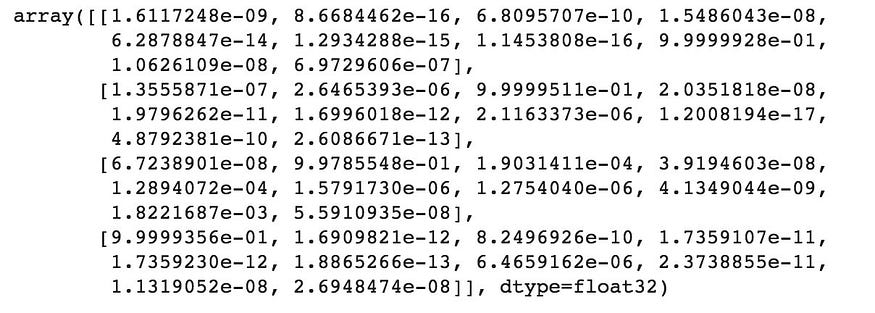 array([[1.6117248e-09, 8.6684462e-16, 6.8095707e-10, 1.5486043e-08,
6.2878847e-14, 1.2934288e-15, 1.1453808e-16, 9.9999928e-01,
1.0626109e-08, 6.9729606e-07],
[1.3555871e-07, 2.6465393e-06, 9.9999511e-01, 2.0351818e-08,
1.9796262e-11, 1.6996018e-12, 2.1163373e-06, 1.2008194e-17,
4.8792381e-10, 2.6086671e-13],
[6.7238901e-08, 9.9785548e-01, 1.9031411e-04, 3.9194603e-08,
1.2894072e-04, 1.5791730e-06, 1.2754040e-06, 4.1349044e-09,
1.8221687e-03, 5.5910935e-08],
[9.9999356e-01, 1.6909821e-12, 8.2496926e-10, 1.7359107e-11,
1.7359230e-12, 1.8865266e-13, 6.4659162e-06, 2.3738855e-11,
1.1319052e-08, 2.6948474e-08]], dtype=float32)